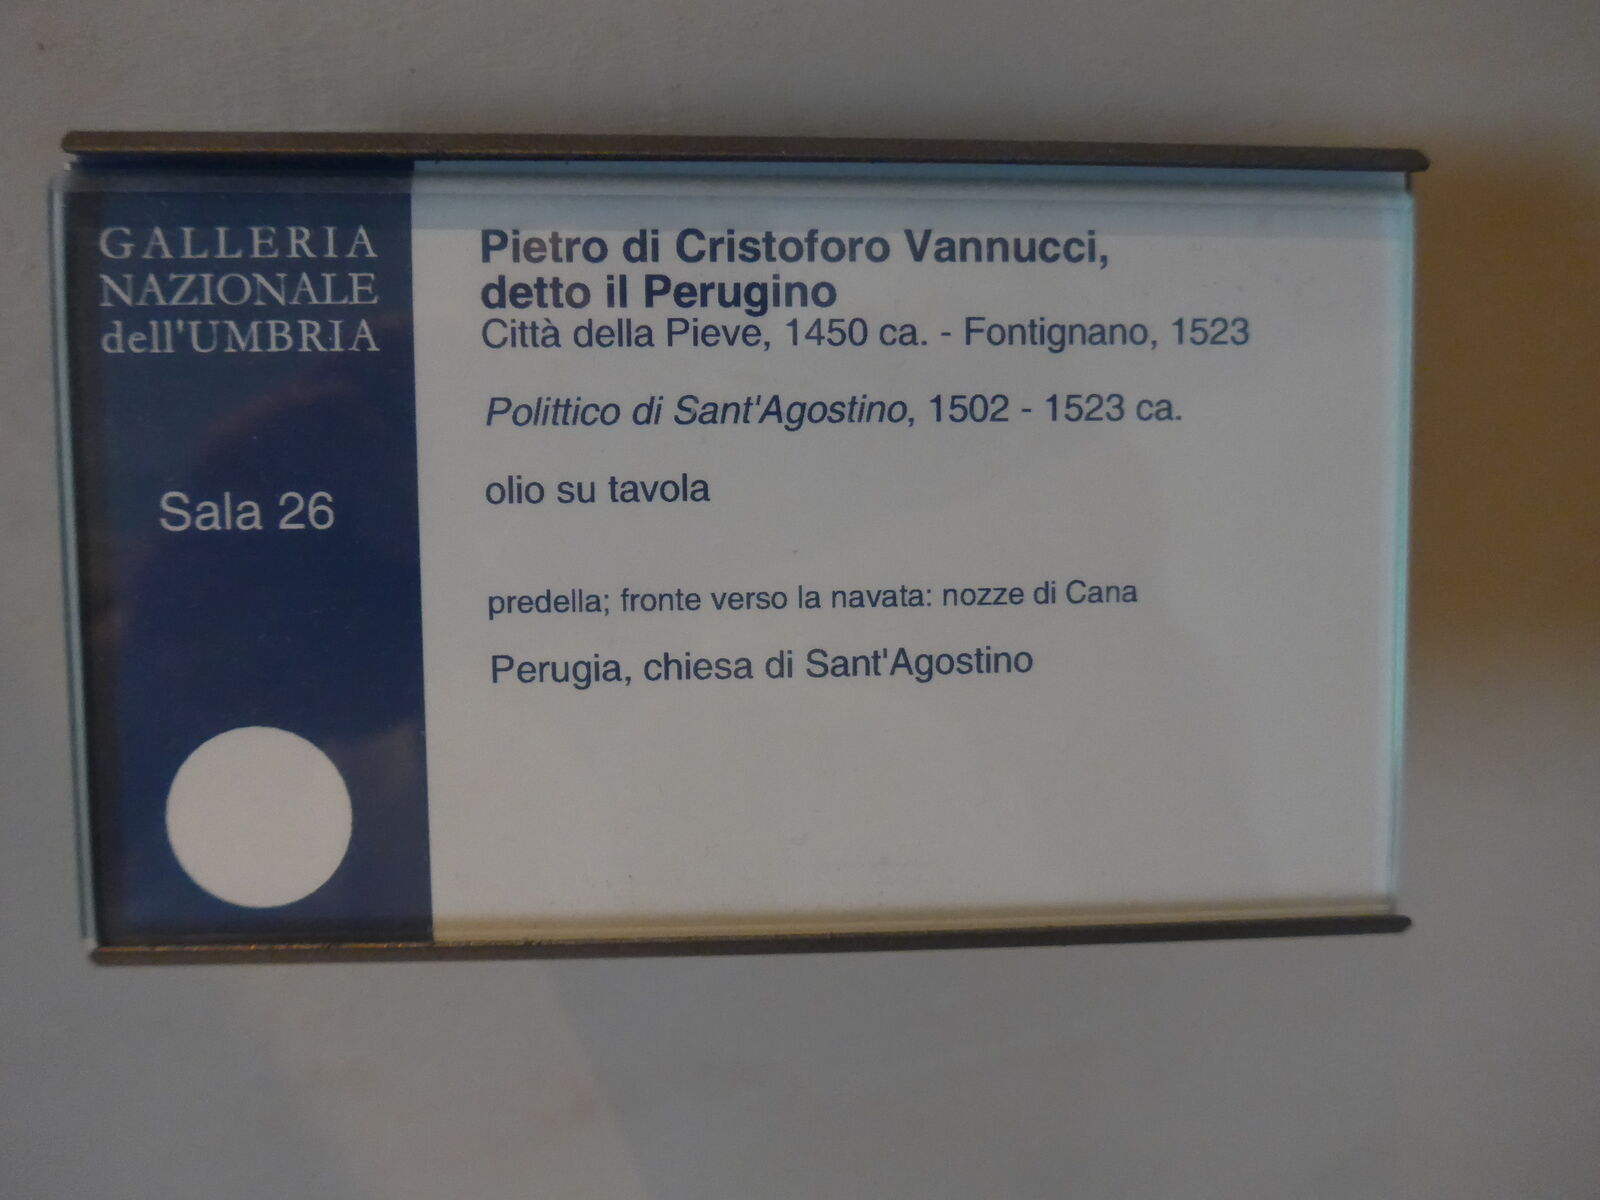 GALLERIA
NAZIONALE
dell'UMBRIA
Sala 26
Pietro di Cristoforo Vannucci,
detto il Perugino
Città della Pieve, 1450 ca. - Fontignano, 1523
Polittico di Sant'Agostino, 1502 - 1523 ca.
olio su tavola
predella; fronte verso la navata: nozze di Cana
Perugia, chiesa di Sant'Agostino